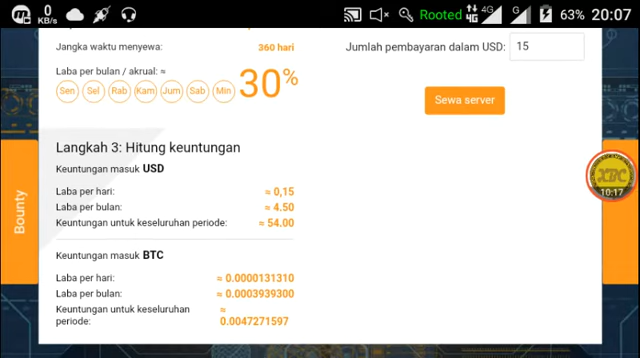 0 KB/s 4G 4G G Rooted 63% 20:07
Jangka waktu menyewa: 360 hari
Jumlah pembayaran dalam USD: 15
Laba per bulan / akrual: ≈ 30%
Sen Sel Rab Kam Jum Sab Min
Sewa server
Langkah 3: Hitung keuntungan
Keuntungan masuk USD
Laba per hari: ≈ 0,15
Laba per bulan: ≈ 4.50
Keuntungan untuk keseluruhan periode: ≈ 54.00
Keuntungan masuk BTC
Laba per hari: ≈ 0.0000131310
Laba per bulan: ≈ 0.0003939300
Keuntungan untuk keseluruhan ≈
periode: 0.0047271597
Bounty
XBC
10:17